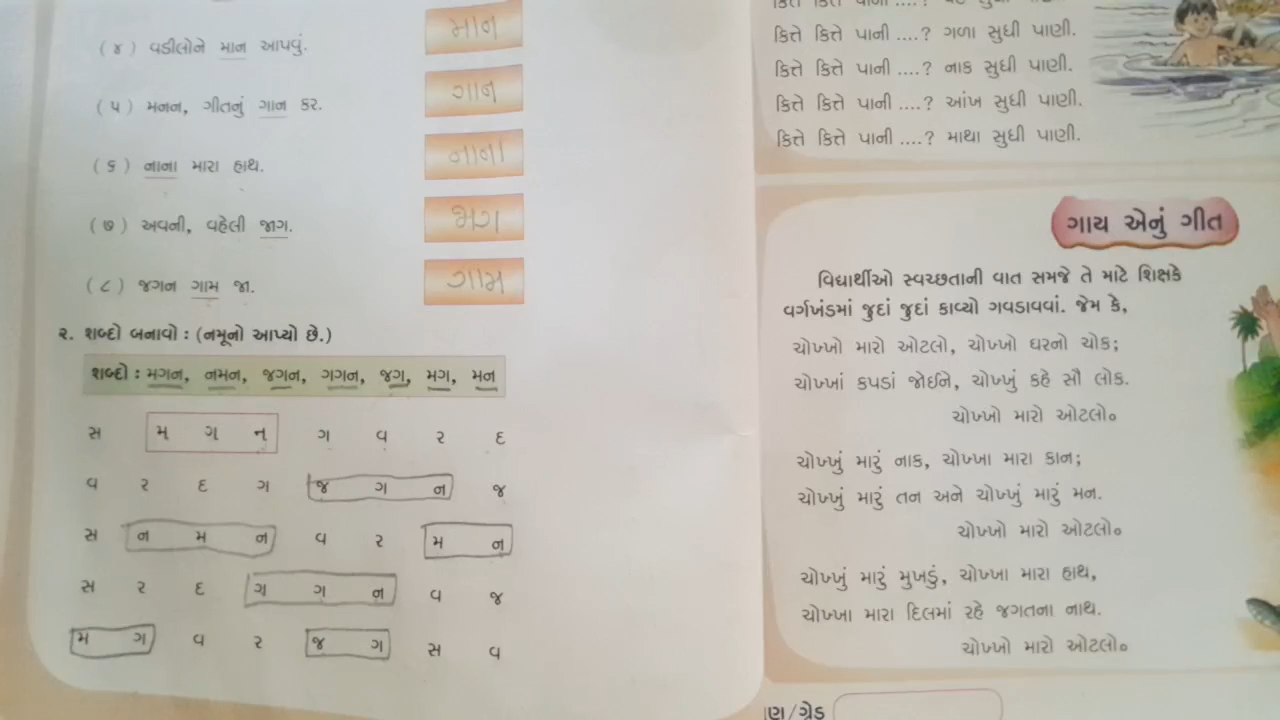 (૪) વડીલોને માન આપવું. માન
(૫) મનન, ગીતનું ગાન કર. ગાન
(૬) નાના મારા હાથ. નાના
(૭) અવની, વહેલી જાગ. જાગ
(૮) જગન ગામ જા. ગામ
૨. શબ્દો બનાવો : (નમૂનો આપ્યો છે.)
શબ્દો : મગન, નમન, જગન, ગગન, જગ, મગ, મન
સ મ ગ ન ગ વ ર દ
વ ર દ ગ જ ગ ન જ
સ ન મ ન વ ર મ ન
સ ર દ ગ ગ ન વ જ
મ ગ વ ર જ ગ સ વ
કિત્તે કિત્તે પાની ....? ગળા સુધી પાણી.
કિત્તે કિત્તે પાની ....? નાક સુધી પાણી.
કિત્તે કિત્તે પાની ....? આંખ સુધી પાણી.
કિત્તે કિત્તે પાની ....? માથા સુધી પાણી.
ગાય એનું ગીત
વિદ્યાર્થીઓ સ્વચ્છતાની વાત સમજે તે માટે શિક્ષકે
વર્ગખંડમાં જુદાં જુદાં કાવ્યો ગવડાવવાં. જેમ કે,
ચોખ્ખો મારો ઓટલો, ચોખ્ખો ઘરનો ચોક;
ચોખ્ખાં કપડાં જોઈને, ચોખ્ખું કહે સૌ લોક.
ચોખ્ખો મારો ઓટલો૦
ચોખ્ખું મારું નાક, ચોખ્ખા મારા કાન;
ચોખ્ખું મારું તન અને ચોખ્ખું મારું મન.
ચોખ્ખો મારો ઓટલો૦
ચોખ્ખું મારું મુખડું, ચોખ્ખા મારા હાથ,
ચોખ્ખા મારા દિલમાં રહે જગતના નાથ.
ચોખ્ખો મારો ઓટલો૦
/ગ્રેડ